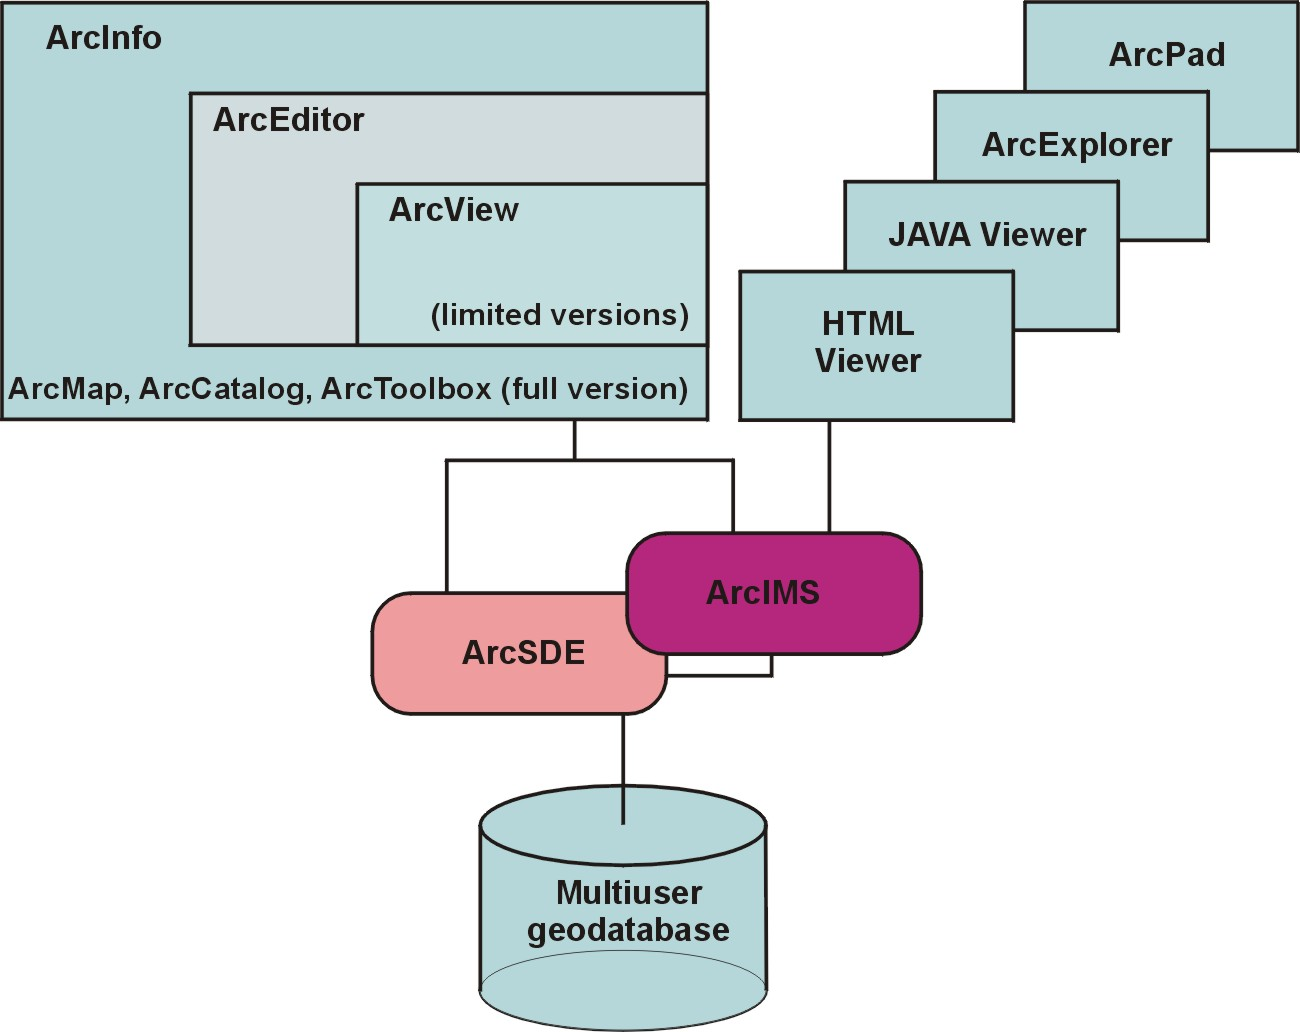 ArcInfo
ArcEditor
ArcView
(limited versions)
ArcMap, ArcCatalog, ArcToolbox (full version)
ArcPad
ArcExplorer
JAVA Viewer
HTML
Viewer
ArcIMS
ArcSDE
Multiuser
geodatabase